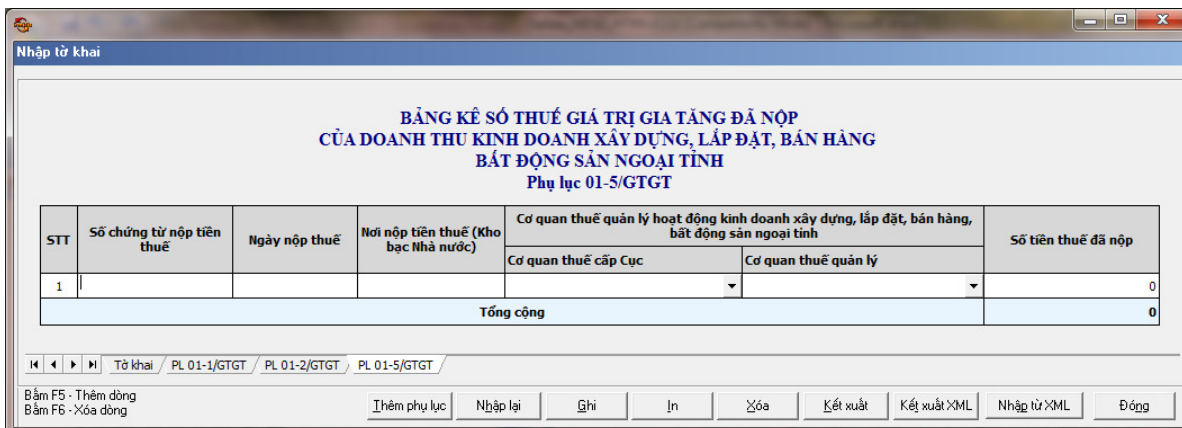 Nhập tờ khai
BẢNG KÊ SỐ THUẾ GIÁ TRỊ GIA TĂNG ĐÃ NỘP
CỦA DOANH THU KINH DOANH XÂY DỰNG, LẮP ĐẶT, BÁN HÀNG
BẤT ĐỘNG SẢN NGOẠI TỈNH
Phụ lục 01-5/GTGT
STT
Số chứng từ nộp tiền
thuế
Ngày nộp thuế
Nơi nộp tiền thuế (Kho
bạc Nhà nước)
Cơ quan thuế quản lý hoạt động kinh doanh xây dựng, lắp đặt, bán hàng,
bất động sản ngoại tỉnh
Cơ quan thuế cấp Cục
Cơ quan thuế quản lý
Số tiền thuế đã nộp
1
0
Tổng cộng
0
Tờ khai
PL 01-1/GTGT
PL 01-2/GTGT
PL 01-5/GTGT
Bấm F5 - Thêm dòng
Bấm F6 - Xóa dòng
Thêm phụ lục
Nhập lại
Ghi
In
Xóa
Kết xuất
Kết xuất XML
Nhập từ XML
Đóng